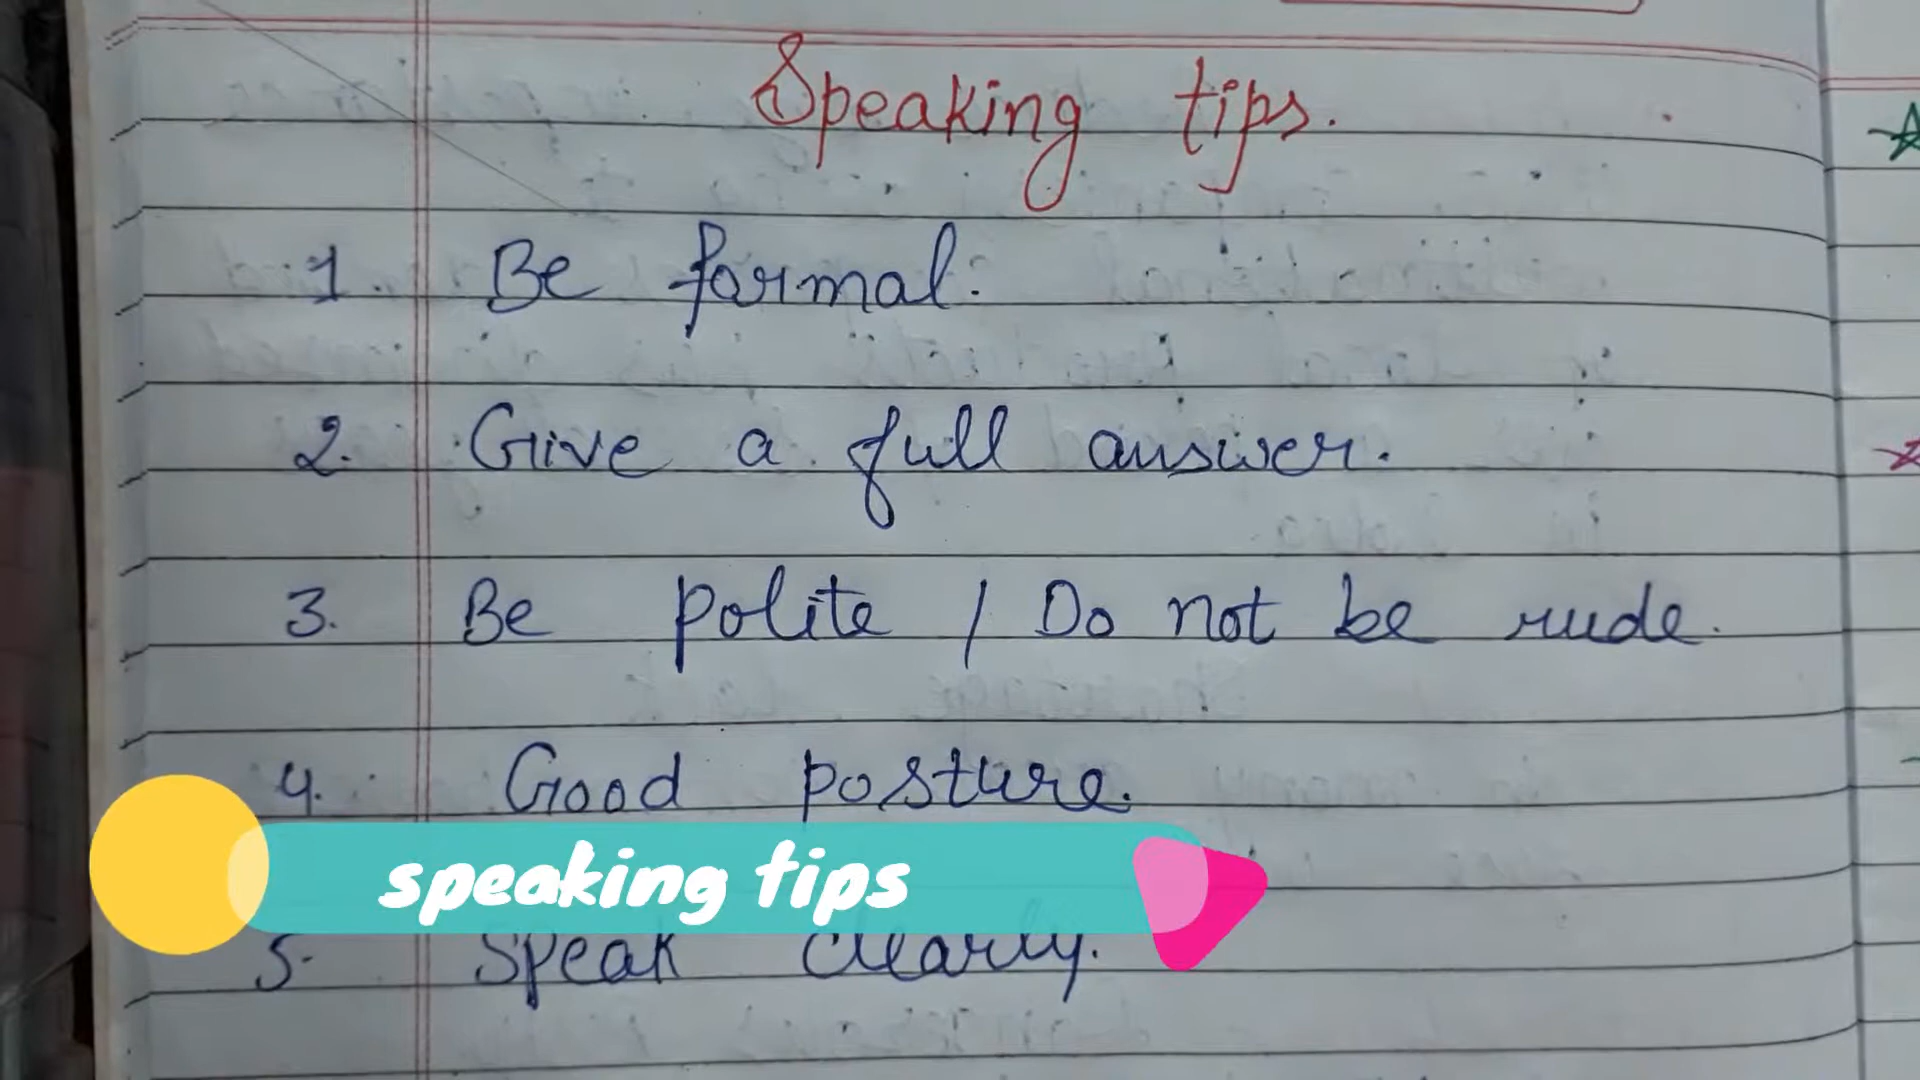 Speaking tips.
1. Be formal.
2. Give a full answer.
3. Be polite / Do not be rude.
4. Good posture.
speaking tips
5. Speak clearly.